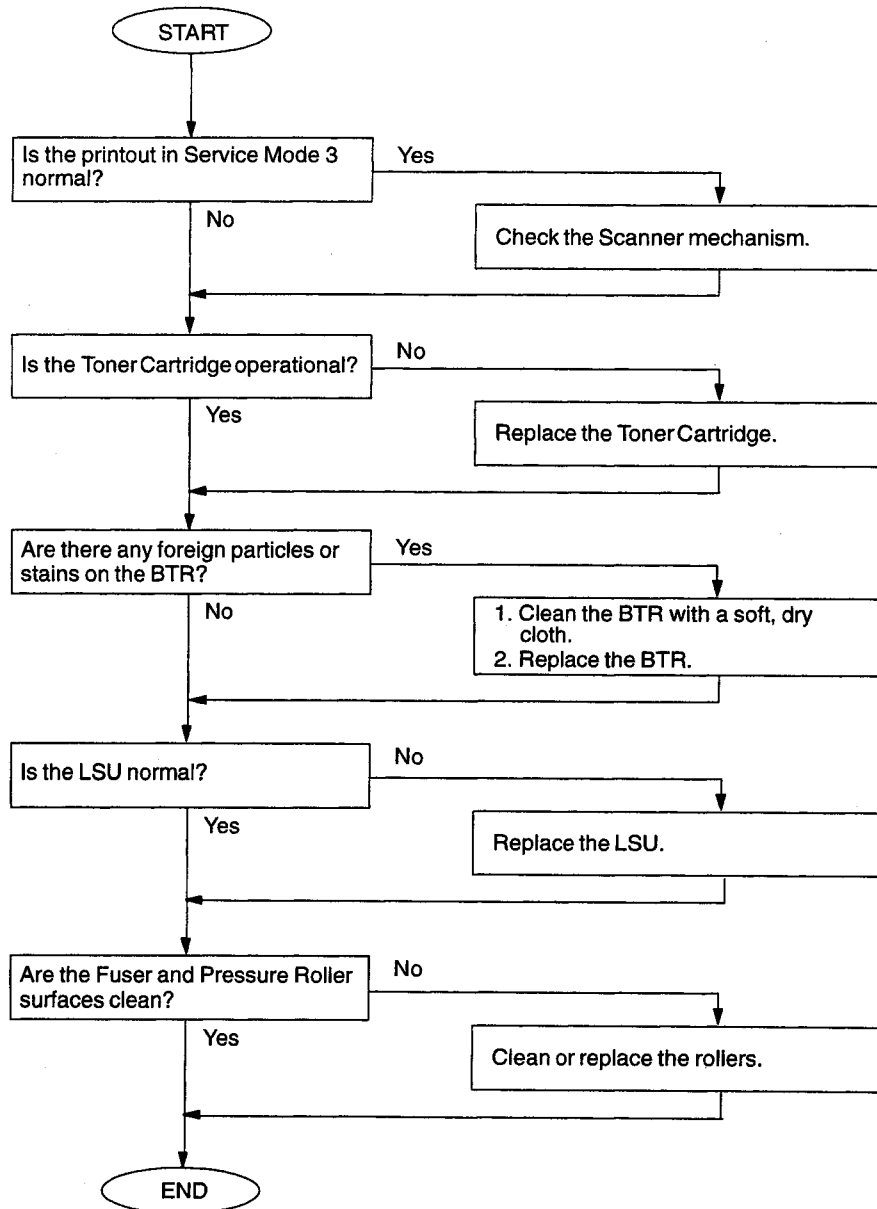 START
Is the printout in Service Mode 3
normal?
Yes
No
Check the Scanner mechanism.
Is the Toner Cartridge operational?
No
Yes
Replace the Toner Cartridge.
Are there any foreign particles or
stains on the BTR?
Yes
No
1. Clean the BTR with a soft, dry
cloth.
2. Replace the BTR.
Is the LSU normal?
No
Yes
Replace the LSU.
Are the Fuser and Pressure Roller
surfaces clean?
No
Yes
Clean or replace the rollers.
END